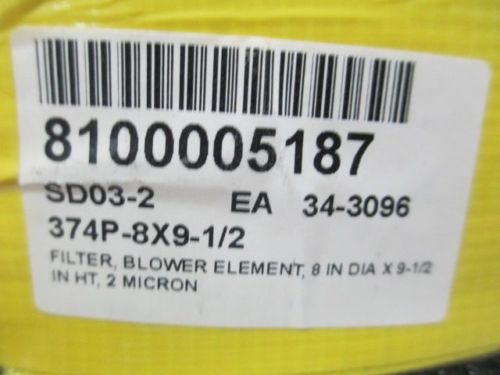 8100005187
SD03-2 EA 34-3096
374P-8X9-1/2
FILTER, BLOWER ELEMENT, 8 IN DIA X 9-1/2
IN HT, 2 MICRON